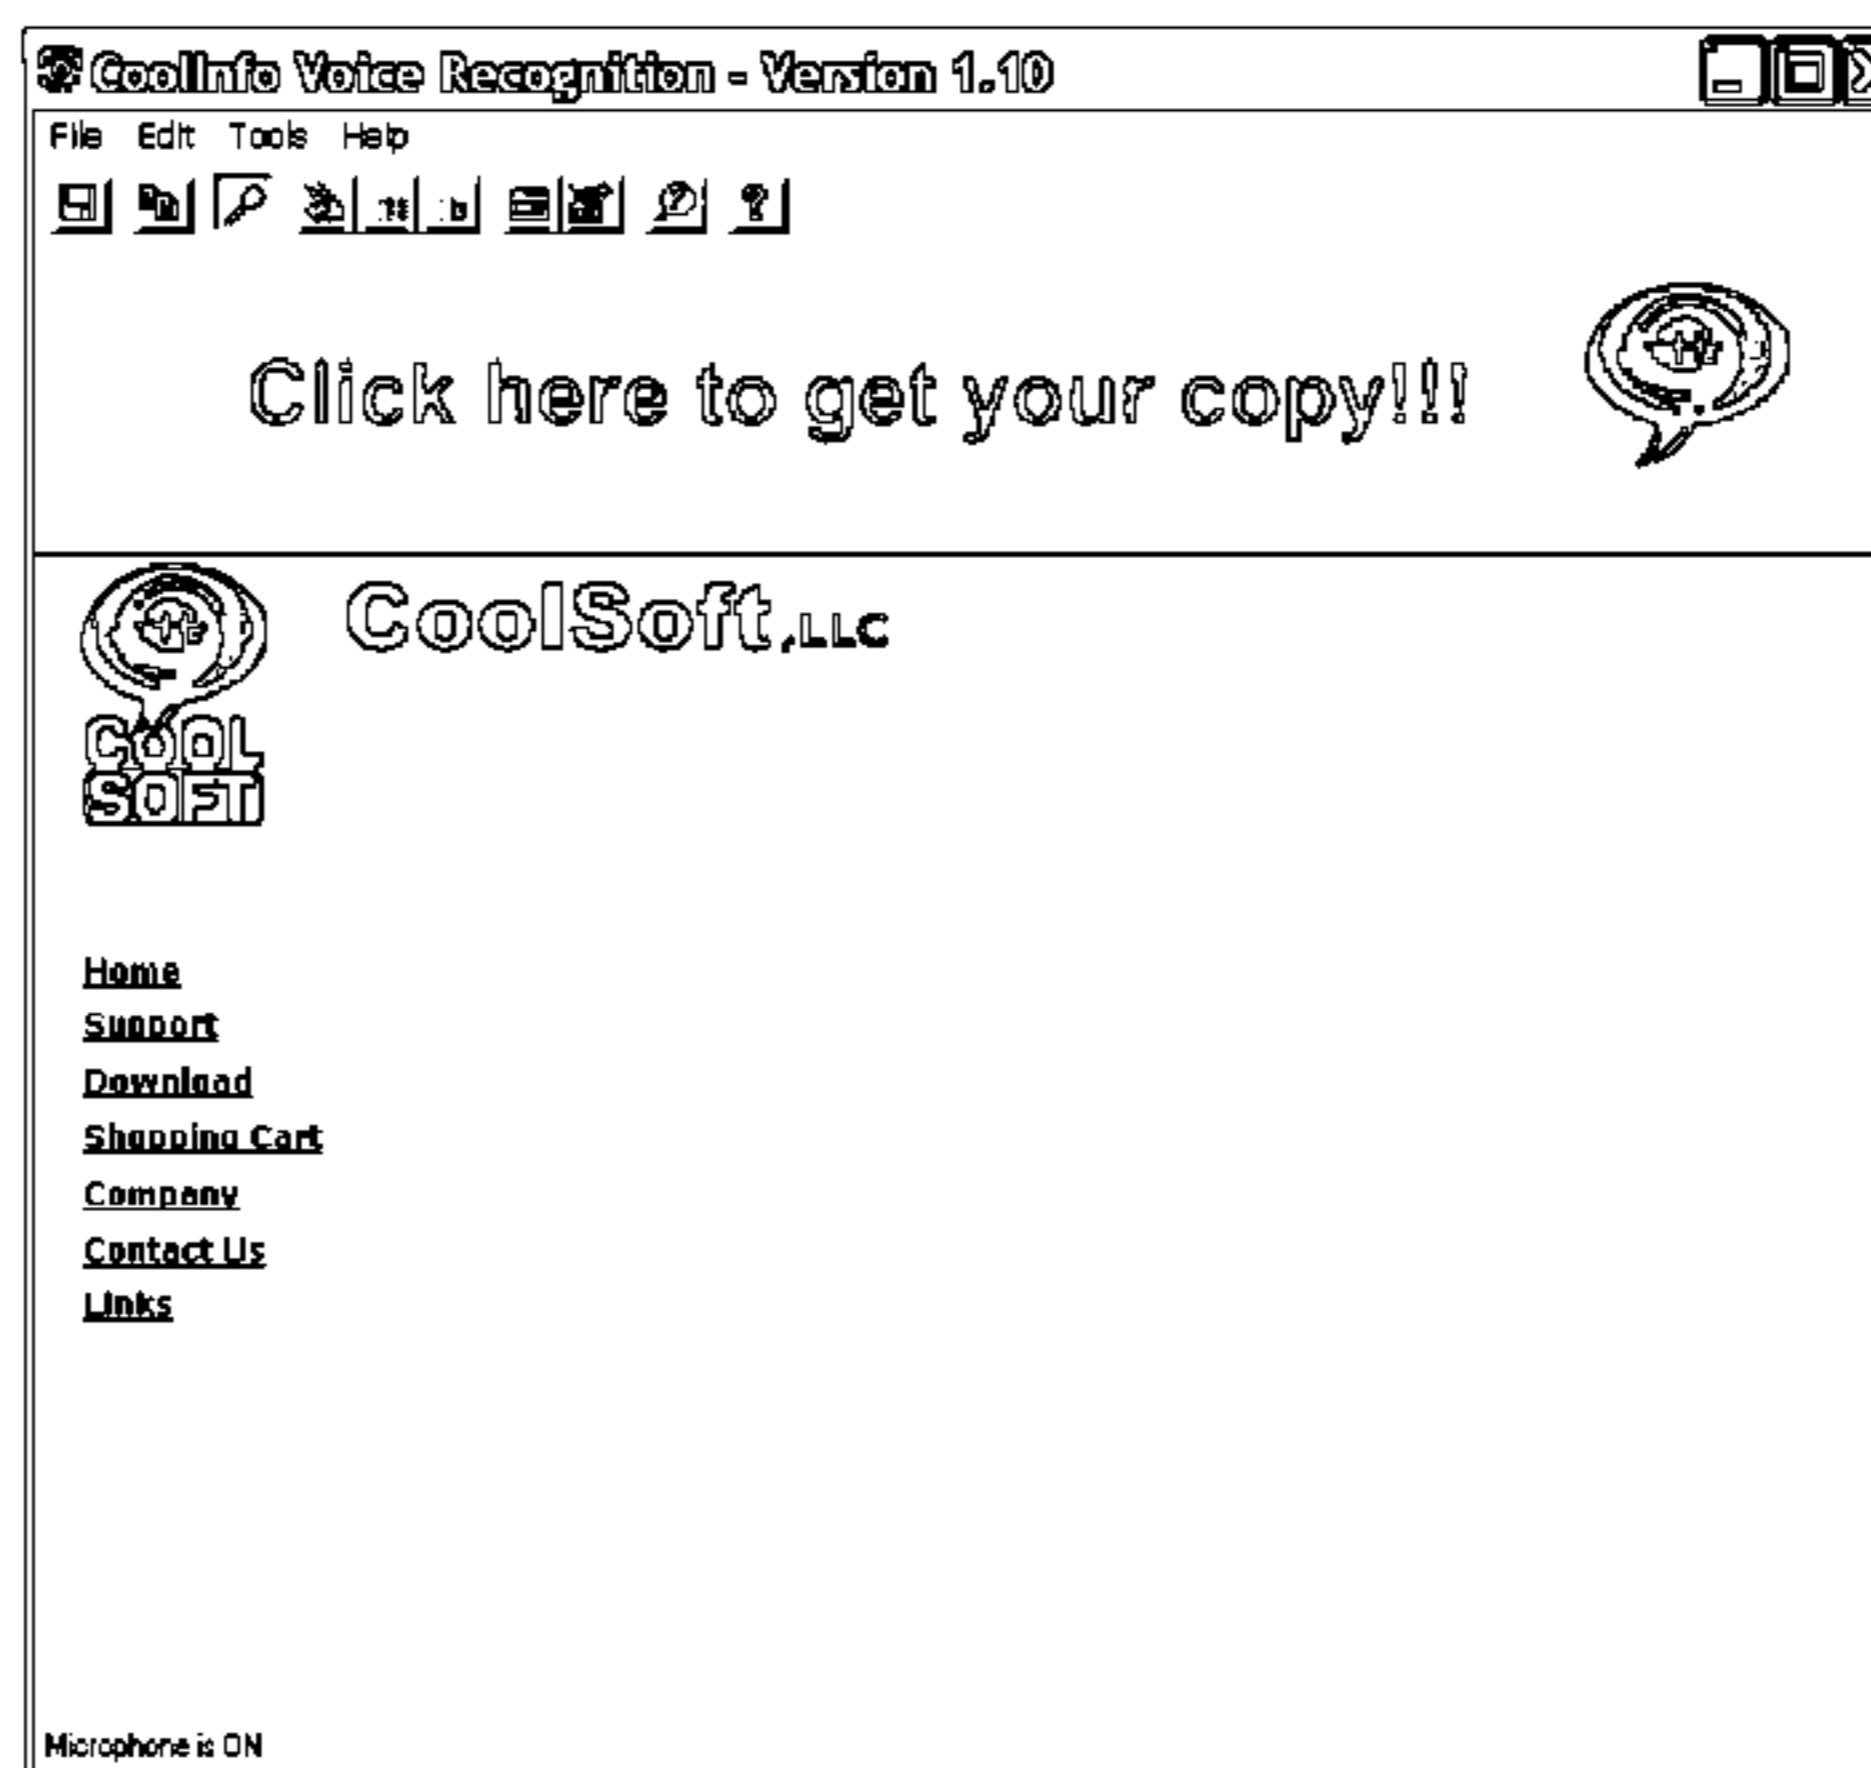 CoolInfo Voice Recognition - Version 1.10
File Edit Tools Help
Click here to get your copy!!!
CoolSoft,LLC
COOL
SOFT
Home
Support
Download
Shopping Cart
Company
Contact Us
Links
Microphone is ON